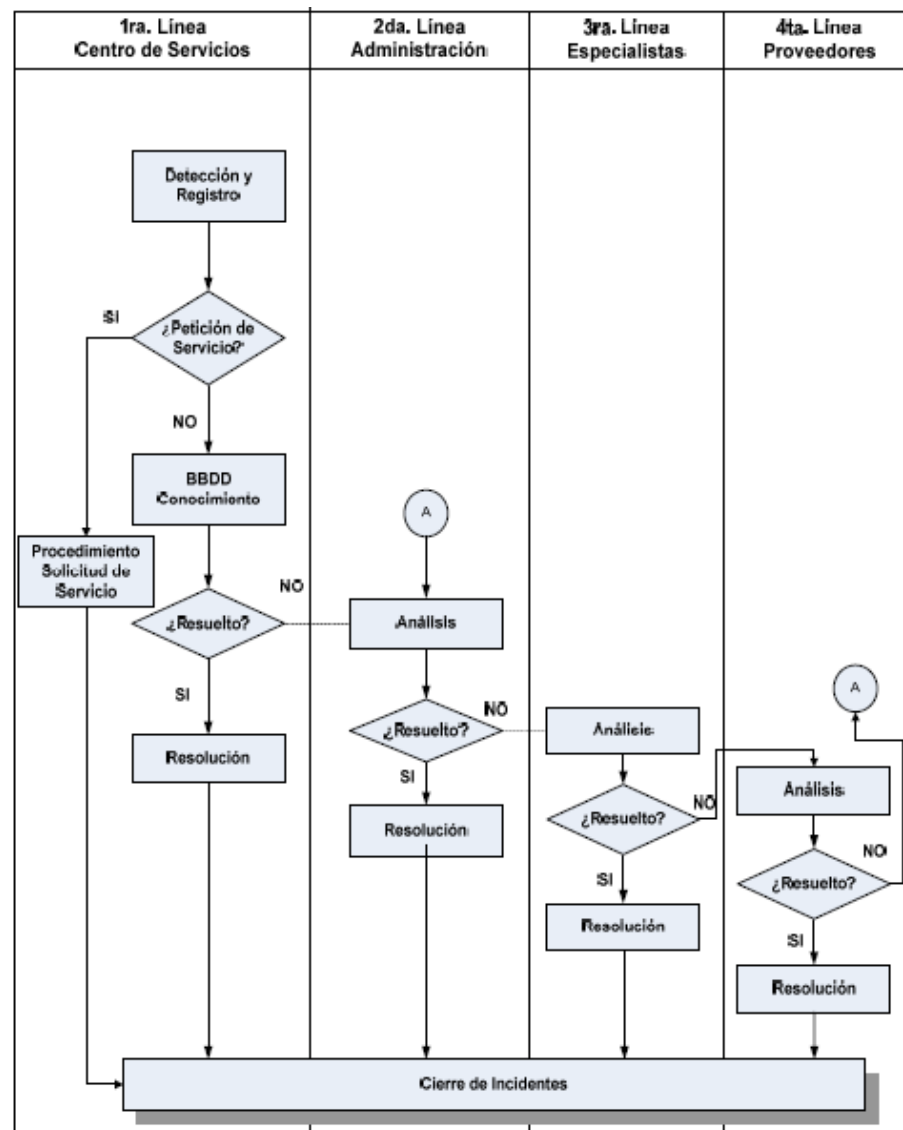 1ra. Línea
Centro de Servicios
2da. Línea
Administración
3ra. Línea
Especialistas
4ta. Línea
Proveedores
Detección y
Registro
SI
¿Petición de
Servicio?
NO
BBDD
Conocimiento
Procedimiento
Solicitud de
Servicio
¿Resuelto?
NO
SI
Resolución
A
Análisis
¿Resuelto?
NO
SI
Resolución
Análisis
¿Resuelto?
NO
SI
Resolución
A
Análisis
¿Resuelto?
NO
SI
Resolución
Cierre de Incidentes